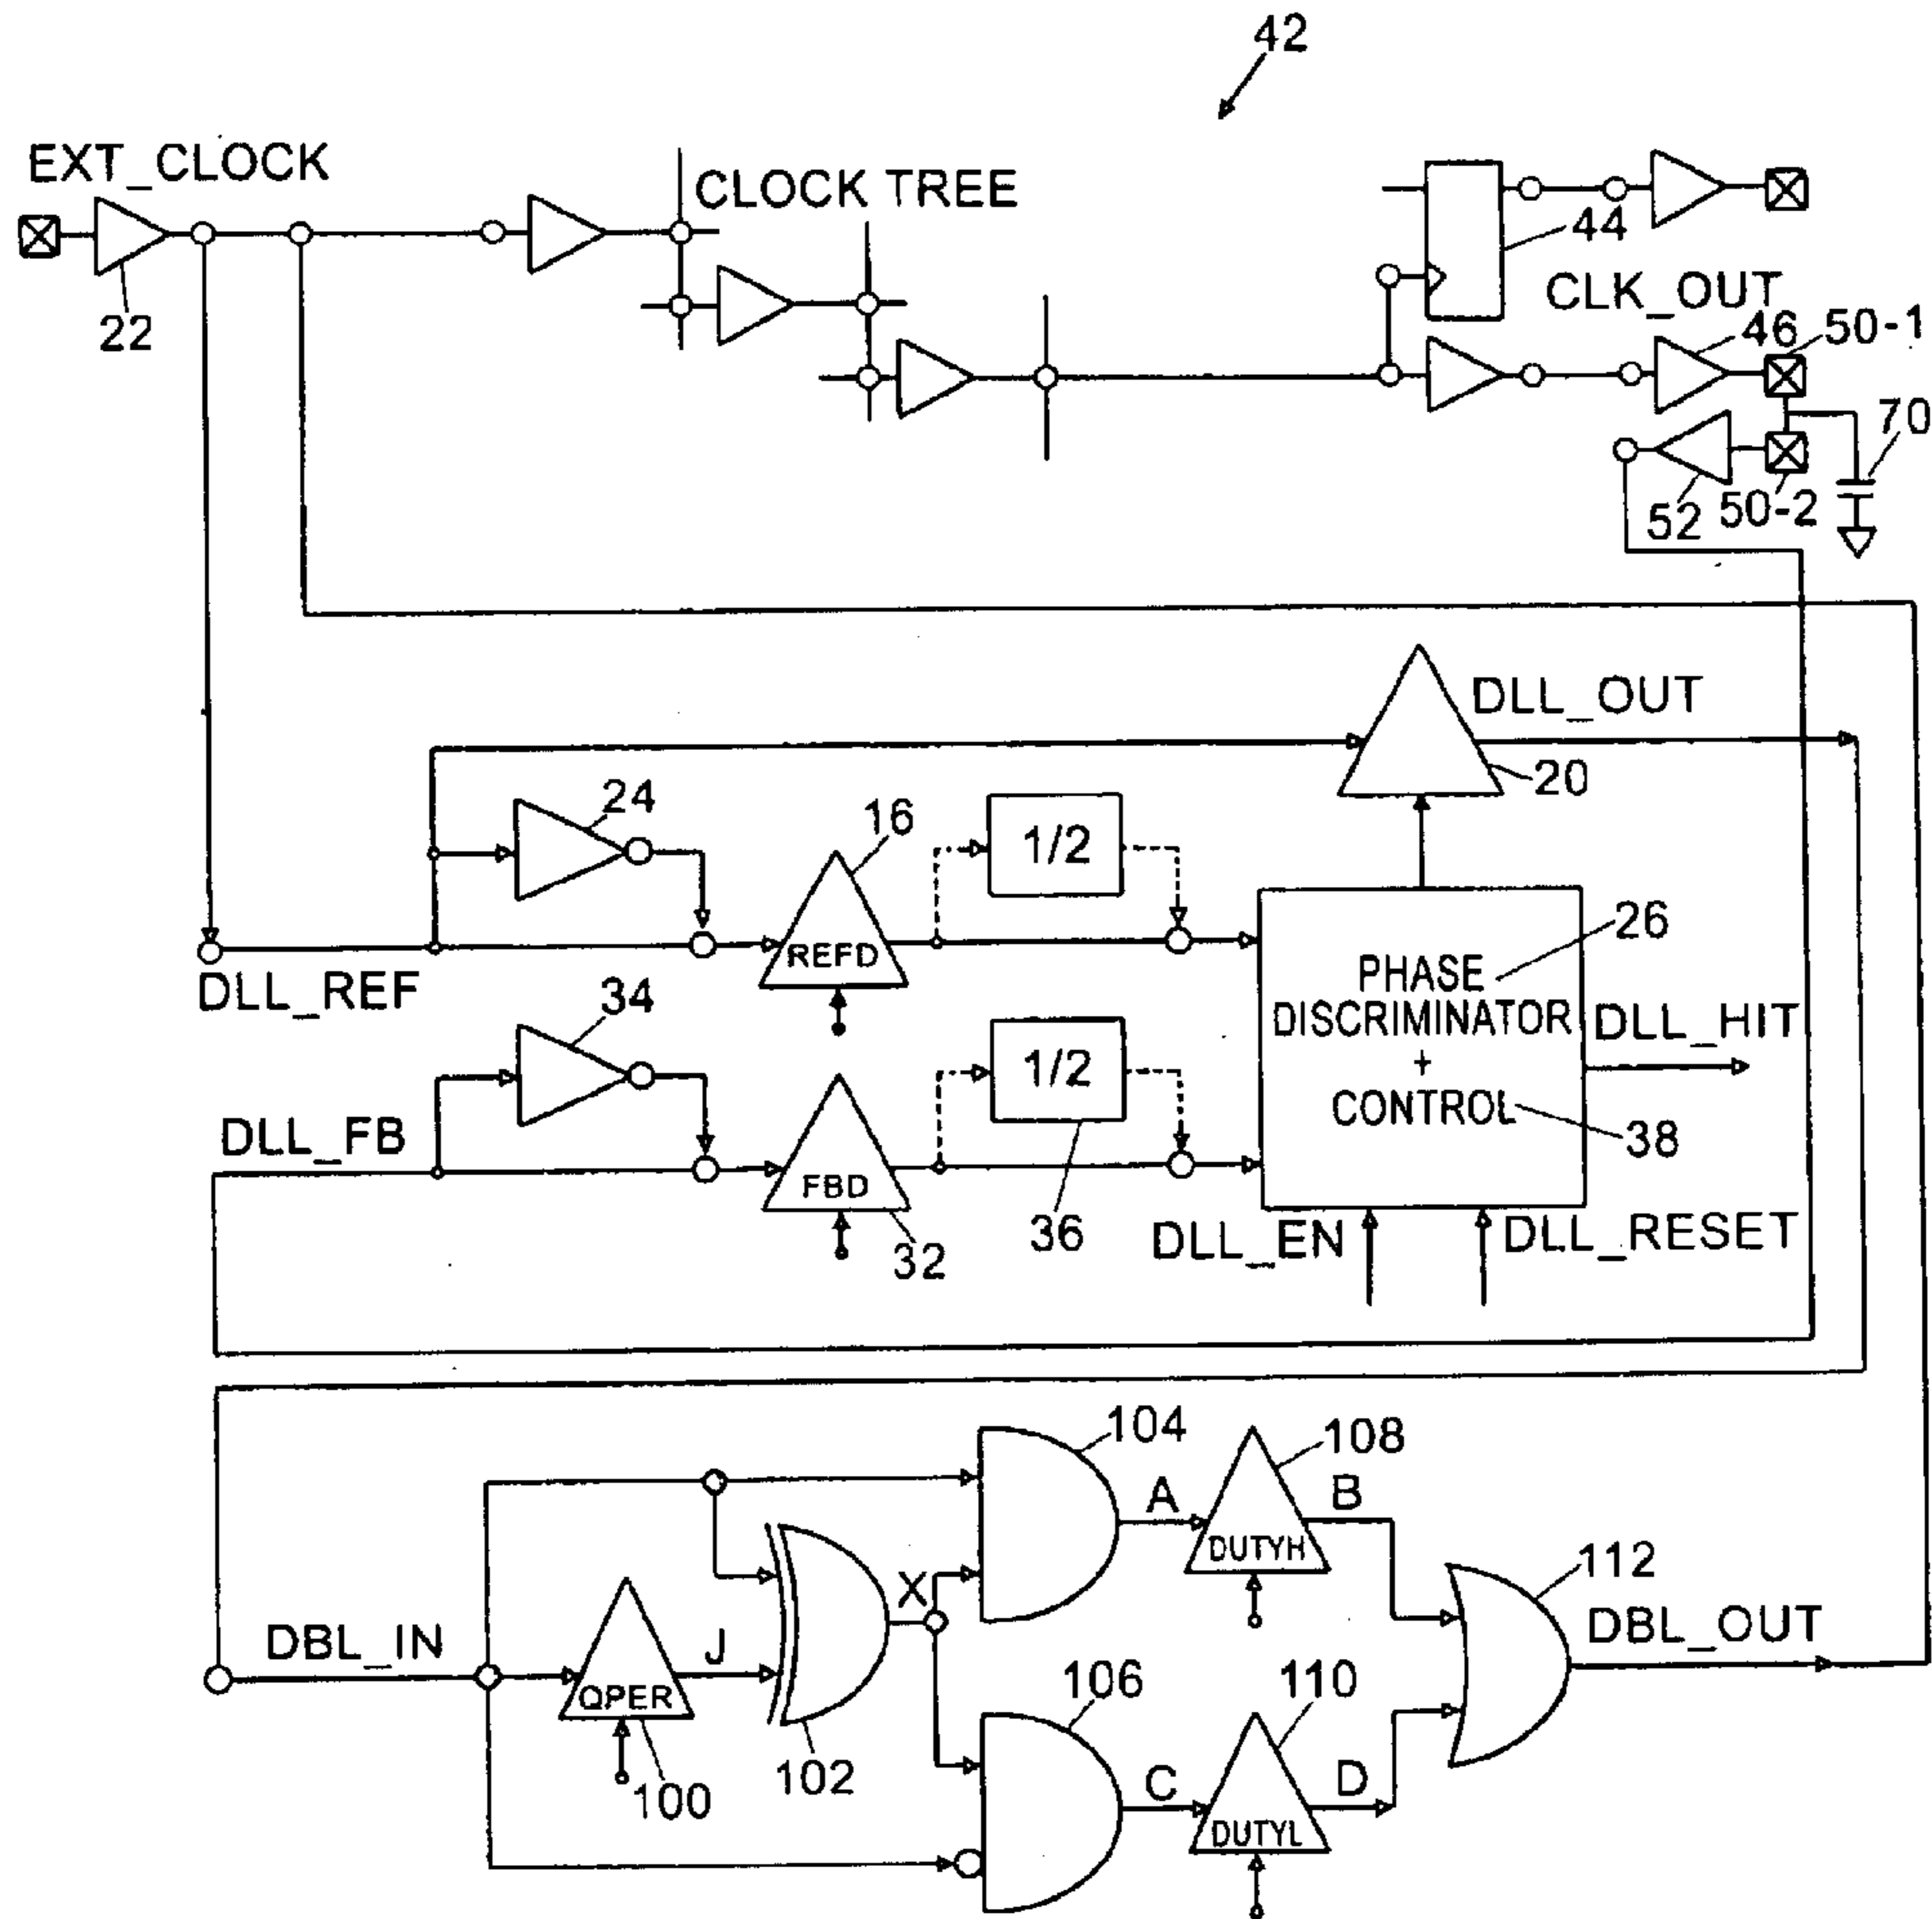 42
EXT_CLOCK
CLOCK TREE
22
44
CLK_OUT
46
50-1
70
52
50-2
DLL_OUT
20
24
16
1/2
REFD
26
PHASE
DISCRIMINATOR
+
CONTROL
38
DLL_REF
34
DLL_HIT
1/2
DLL_FB
FBD
32
36
DLL_EN
DLL_RESET
104
108
A
B
DUTYH
112
X
DBL_OUT
DBL_IN
J
QPER
100
102
106
110
C
D
DUTYL